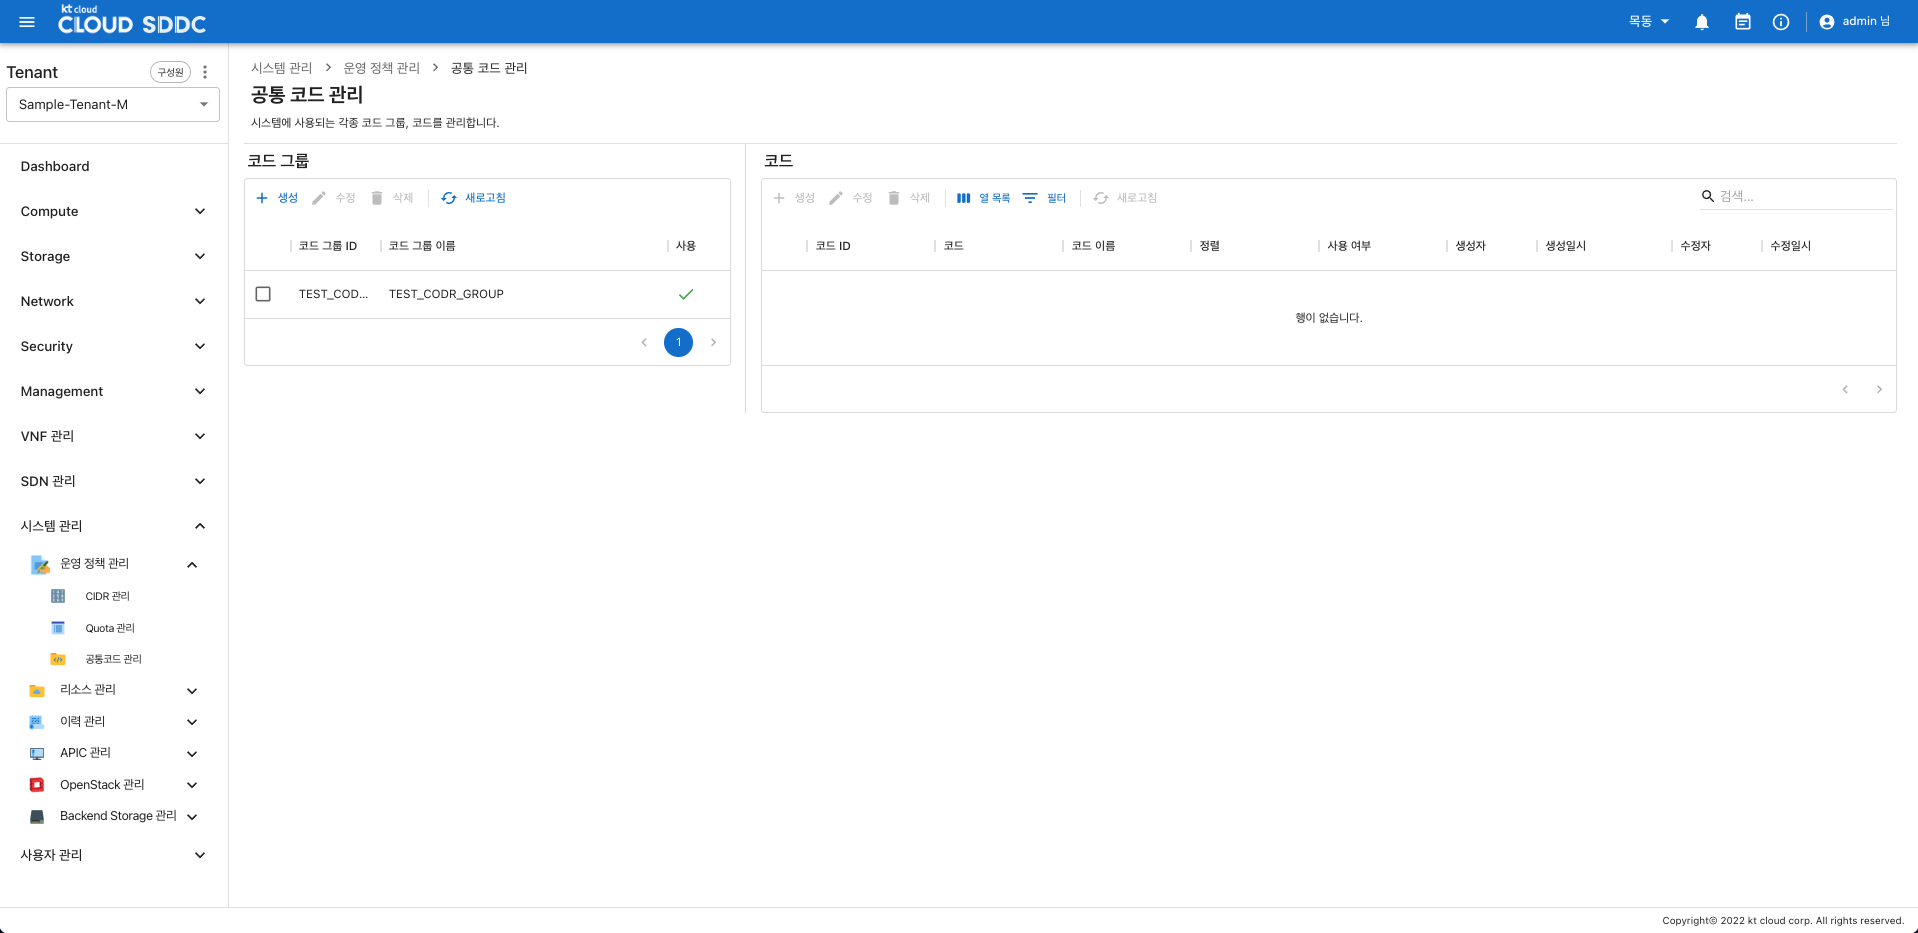 kt cloud
CLOUD SDDC
목동
admin 님
Tenant
구성원
Sample-Tenant-M
Dashboard
Compute
Storage
Network
Security
Management
VNF 관리
SDN 관리
시스템 관리
운영 정책 관리
CIDR 관리
Quota 관리
공통코드 관리
리소스 관리
이력 관리
APIC 관리
OpenStack 관리
Backend Storage 관리
사용자 관리
시스템 관리 > 운영 정책 관리 > 공통 코드 관리
공통 코드 관리
시스템에 사용되는 각종 코드 그룹, 코드를 관리합니다.
코드 그룹
생성 수정 삭제 새로고침
코드 그룹 ID 코드 그룹 이름 사용
TEST_COD... TEST_CODR_GROUP
1
코드
생성 수정 삭제 열 목록 필터 새로고침 검색...
코드 ID 코드 코드 이름 정렬 사용 여부 생성자 생성일시 수정자 수정일시
행이 없습니다.
Copyright© 2022 kt cloud corp. All rights reserved.